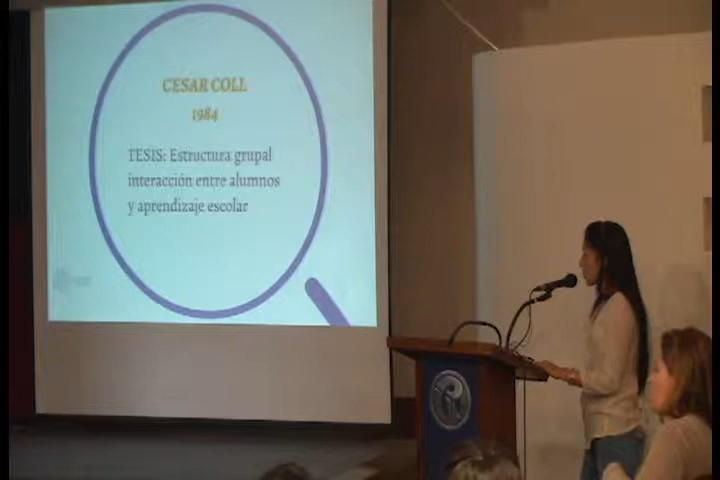 CESAR COLL
1984
TESIS: Estructura grupal
interacción entre alumnos
y aprendizaje escolar